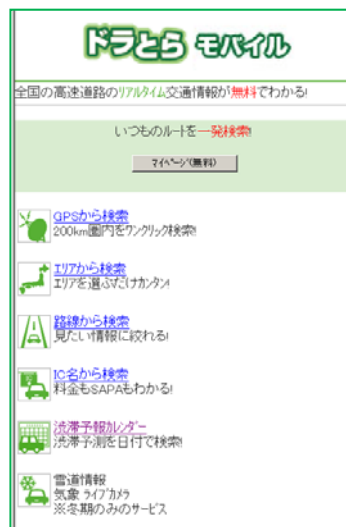 ドラとら モバイル
全国の高速道路のﾘｱﾙﾀｲﾑ交通情報が無料でわかる!
いつものﾙｰﾄを一発検索!
ﾏｲﾍﾟｰｼﾞ(無料)
GPSから検索
200km圏内をﾜﾝｸﾘｯｸ検索!
ｴﾘｱから検索
ｴﾘｱを選ぶだけｶﾝﾀﾝ!
路線から検索
見たい情報に絞れる!
IC名から検索
料金もSAPAもわかる!
渋滞予報ｶﾚﾝﾀﾞｰ
渋滞予測を日付で検索!
雪道情報
気象 ﾗｲﾌﾞｶﾒﾗ
※冬期のみのサービス